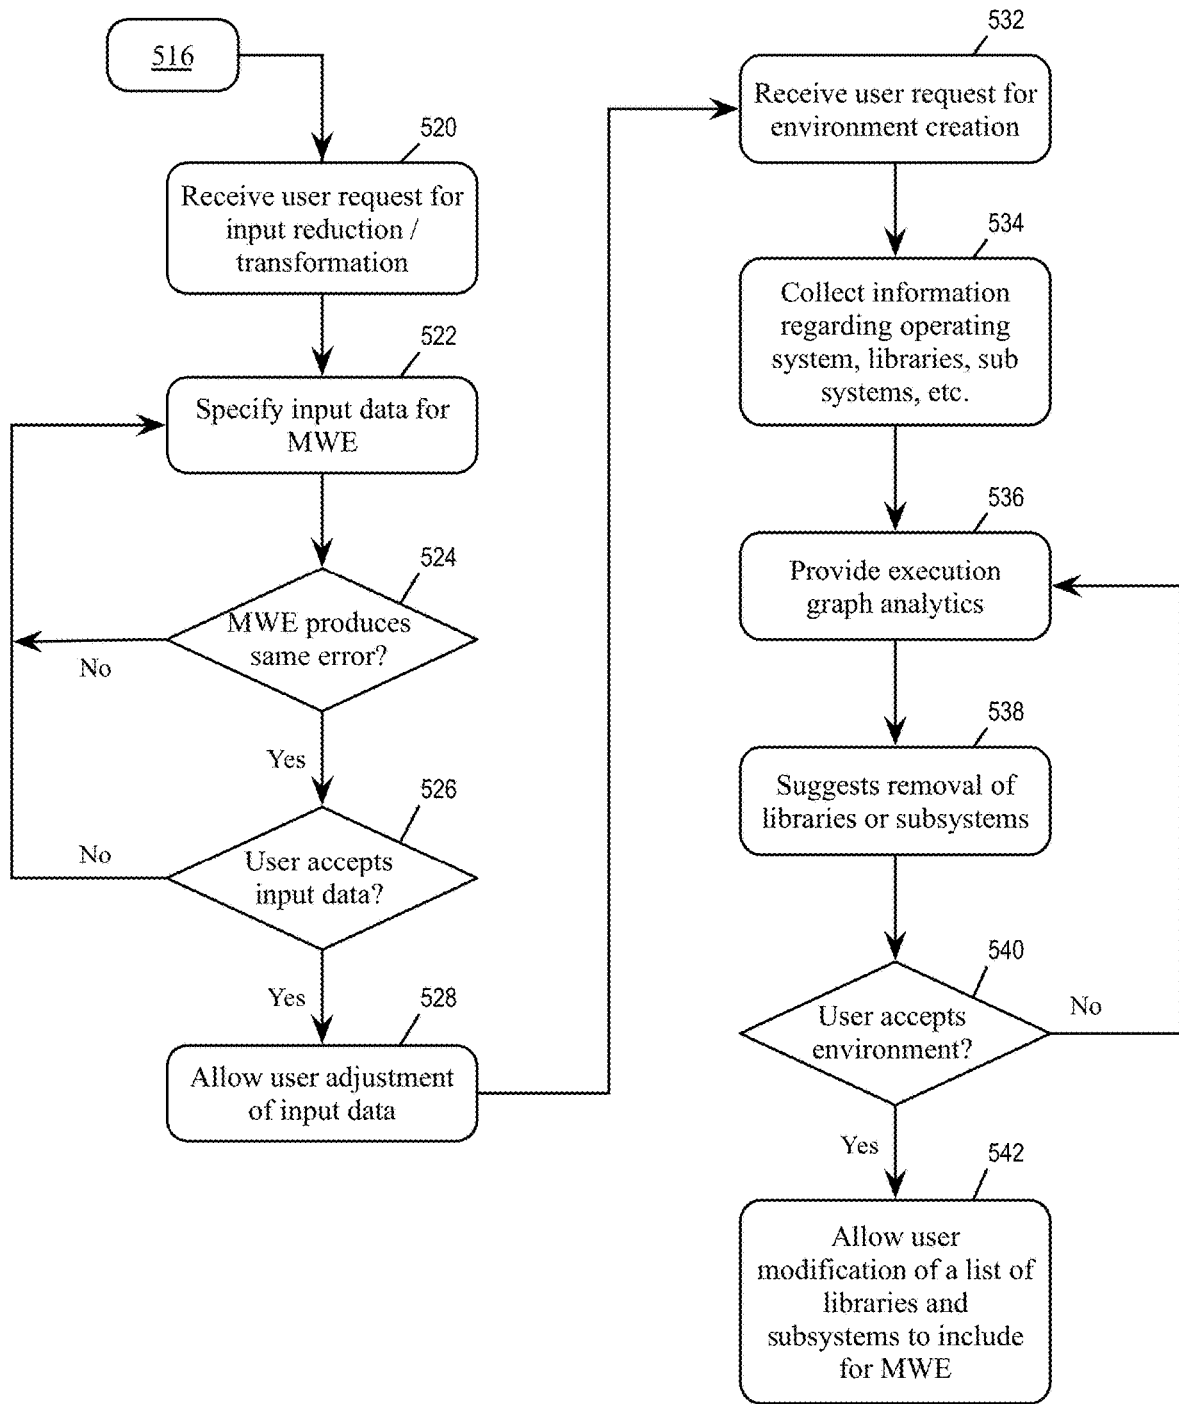 516
520
Receive user request for
input reduction /
transformation
522
Specify input data for
MWE
524
MWE produces
same error?
No
Yes
526
User accepts
input data?
No
Yes
528
Allow user adjustment
of input data
532
Receive user request for
environment creation
534
Collect information
regarding operating
system, libraries, sub
systems, etc.
536
Provide execution
graph analytics
538
Suggests removal of
libraries or subsystems
540
User accepts
environment?
No
Yes
542
Allow user
modification of a list of
libraries and
subsystems to include
for MWE